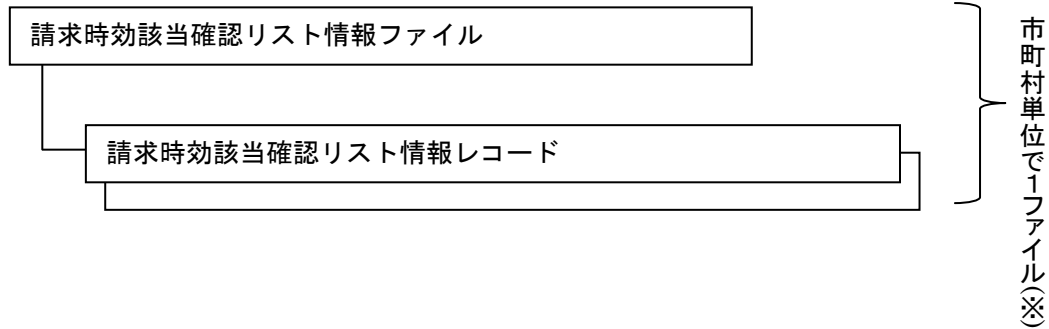 請求時効該当確認リスト情報ファイル
請求時効該当確認リスト情報レコード
市町村単位で1ファイル(※)